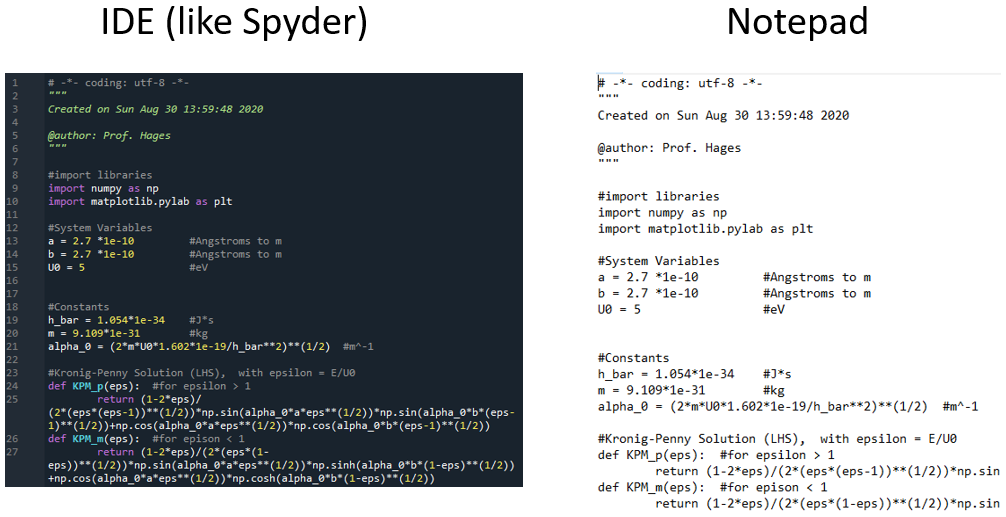 IDE (like Spyder)
1 # -*- coding: utf-8 -*-
2 """
3 Created on Sun Aug 30 13:59:48 2020
4
5 @author: Prof. Hages
6 """
7
8 #import libraries
9 import numpy as np
10 import matplotlib.pylab as plt
11
12 #System Variables
13 a = 2.7 *1e-10 #Angstroms to m
14 b = 2.7 *1e-10 #Angstroms to m
15 U0 = 5 #eV
16
17
18 #Constants
19 h_bar = 1.054*1e-34 #J*s
20 m = 9.109*1e-31 #kg
21 alpha_0 = (2*m*U0*1.602*1e-19/h_bar**2)**(1/2) #m^-1
22
23 #Kronig-Penny Solution (LHS), with epsilon = E/U0
24 def KPM_p(eps): #for epsilon > 1
25 return (1-2*eps)/
(2*(eps*(eps-1))**(1/2))*np.sin(alpha_0*a*eps**(1/2))*np.sin(alpha_0*b*(eps-
1)**(1/2))+np.cos(alpha_0*a*eps**(1/2))*np.cos(alpha_0*b*(eps-1)**(1/2))
26 def KPM_m(eps): #for epison < 1
27 return (1-2*eps)/(2*(eps*(1-
eps))**(1/2))*np.sin(alpha_0*a*eps**(1/2))*np.sinh(alpha_0*b*(1-eps)**(1/2))
+np.cos(alpha_0*a*eps**(1/2))*np.cosh(alpha_0*b*(1-eps)**(1/2))
Notepad
# -*- coding: utf-8 -*-
"""
Created on Sun Aug 30 13:59:48 2020
@author: Prof. Hages
"""
#import libraries
import numpy as np
import matplotlib.pylab as plt
#System Variables
a = 2.7 *1e-10 #Angstroms to m
b = 2.7 *1e-10 #Angstroms to m
U0 = 5 #eV
#Constants
h_bar = 1.054*1e-34 #J*s
m = 9.109*1e-31 #kg
alpha_0 = (2*m*U0*1.602*1e-19/h_bar**2)**(1/2) #m^-1
#Kronig-Penny Solution (LHS), with epsilon = E/U0
def KPM_p(eps): #for epsilon > 1
return (1-2*eps)/(2*(eps*(eps-1))**(1/2))*np.sin
def KPM_m(eps): #for epison < 1
return (1-2*eps)/(2*(eps*(1-eps))**(1/2))*np.sin